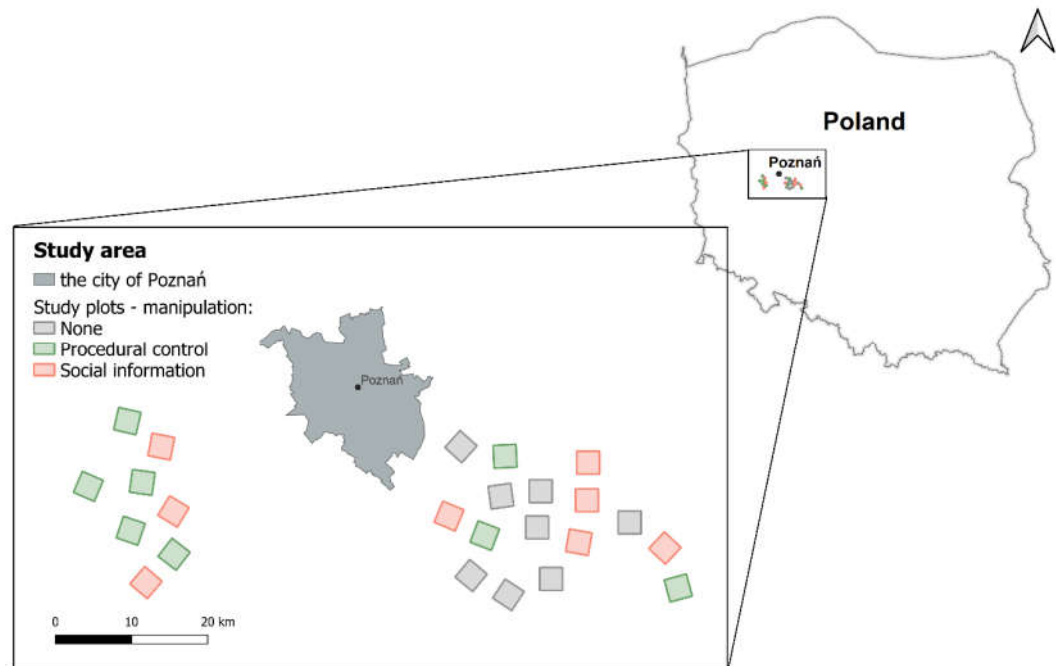 Poland
Poznań
Study area
the city of Poznań
Study plots - manipulation:
None
Procedural control
Social information
Poznań
0 10 20 km